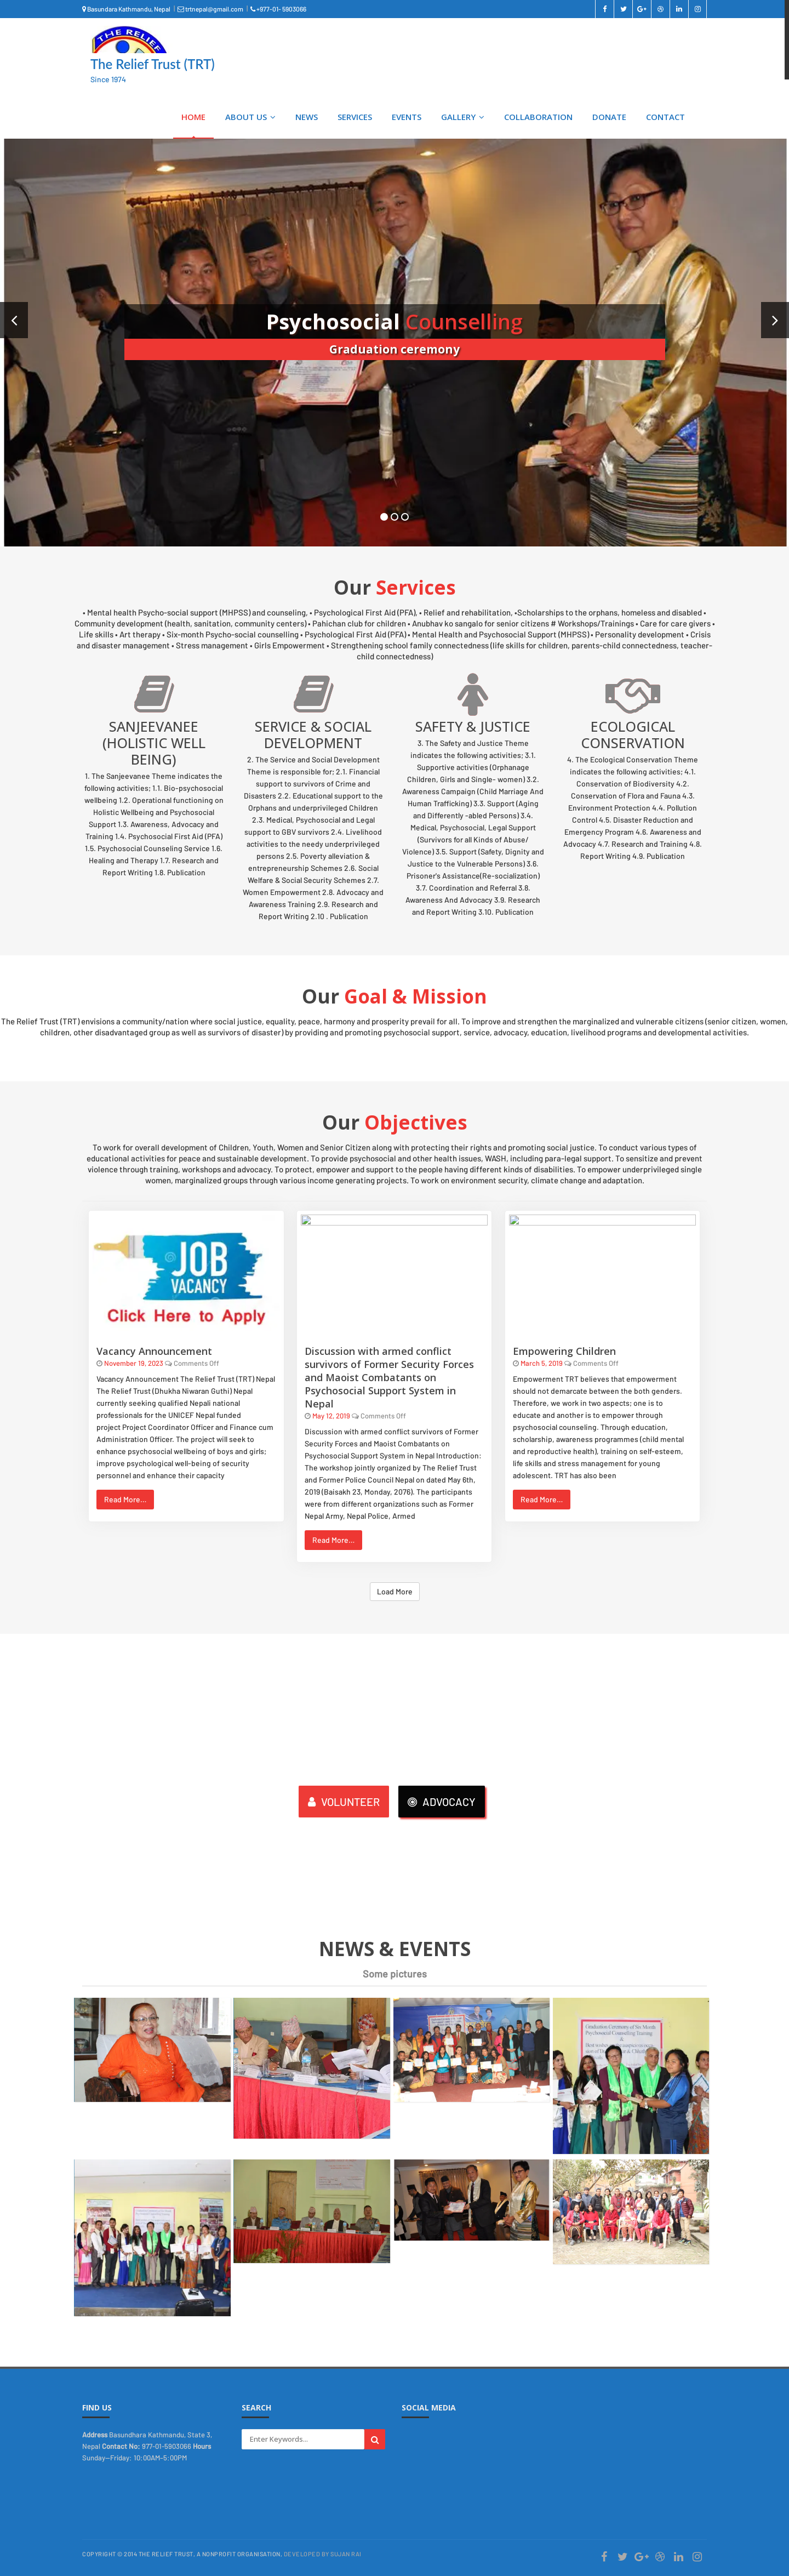 Basundara Kathmandu, Nepal | trtnepal@gmail.com | +977-01- 5903066
THE RELIEF
The Relief Trust (TRT)
Since 1974
HOME ABOUT US NEWS SERVICES EVENTS GALLERY COLLABORATION DONATE CONTACT
Psychosocial Counselling
Graduation ceremony
Our Services
• Mental health Psycho-social support (MHPSS) and counseling, • Psychological First Aid (PFA), • Relief and rehabilitation, •Scholarships to the orphans, homeless and disabled •
Community development (health, sanitation, community centers) • Pahichan club for children • Anubhav ko sangalo for senior citizens # Workshops/Trainings • Care for care givers •
Life skills • Art therapy • Six-month Psycho-social counselling • Psychological First Aid (PFA) • Mental Health and Psychosocial Support (MHPSS) • Personality development • Crisis
and disaster management • Stress management • Girls Empowerment • Strengthening school family connectedness (life skills for children, parents-child connectedness, teacher-
child connectedness)
SANJEEVANEE
(HOLISTIC WELL
BEING)
1. The Sanjeevanee Theme indicates the
following activities; 1.1. Bio-psychosocial
wellbeing 1.2. Operational functioning on
Holistic Wellbeing and Psychosocial
Support 1.3. Awareness, Advocacy and
Training 1.4. Psychosocial First Aid (PFA)
1.5. Psychosocial Counseling Service 1.6.
Healing and Therapy 1.7. Research and
Report Writing 1.8. Publication
SERVICE & SOCIAL
DEVELOPMENT
2. The Service and Social Development
Theme is responsible for; 2.1. Financial
support to survivors of Crime and
Disasters 2.2. Educational support to the
Orphans and underprivileged Children
2.3. Medical, Psychosocial and Legal
support to GBV survivors 2.4. Livelihood
activities to the needy underprivileged
persons 2.5. Poverty alleviation &
entrepreneurship Schemes 2.6. Social
Welfare & Social Security Schemes 2.7.
Women Empowerment 2.8. Advocacy and
Awareness Training 2.9. Research and
Report Writing 2.10 . Publication
SAFETY & JUSTICE
3. The Safety and Justice Theme
indicates the following activities; 3.1.
Supportive activities (Orphanage
Children, Girls and Single- women) 3.2.
Awareness Campaign (Child Marriage And
Human Trafficking) 3.3. Support (Aging
and Differently -abled Persons) 3.4.
Medical, Psychosocial, Legal Support
(Survivors for all Kinds of Abuse/
Violence) 3.5. Support (Safety, Dignity and
Justice to the Vulnerable Persons) 3.6.
Prisoner's Assistance(Re-socialization)
3.7. Coordination and Referral 3.8.
Awareness And Advocacy 3.9. Research
and Report Writing 3.10. Publication
ECOLOGICAL
CONSERVATION
4. The Ecological Conservation Theme
indicates the following activities; 4.1.
Conservation of Biodiversity 4.2.
Conservation of Flora and Fauna 4.3.
Environment Protection 4.4. Pollution
Control 4.5. Disaster Reduction and
Emergency Program 4.6. Awareness and
Advocacy 4.7. Research and Training 4.8.
Report Writing 4.9. Publication
Our Goal & Mission
The Relief Trust (TRT) envisions a community/nation where social justice, equality, peace, harmony and prosperity prevail for all. To improve and strengthen the marginalized and vulnerable citizens (senior citizen, women,
children, other disadvantaged group as well as survivors of disaster) by providing and promoting psychosocial support, service, advocacy, education, livelihood programs and developmental activities.
Our Objectives
To work for overall development of Children, Youth, Women and Senior Citizen along with protecting their rights and promoting social justice. To conduct various types of
educational activities for peace and sustainable development. To provide psychosocial and other health issues, WASH, including para-legal support. To sensitize and prevent
violence through training, workshops and advocacy. To protect, empower and support to the people having different kinds of disabilities. To empower underprivileged single
women, marginalized groups through various income generating projects. To work on environment security, climate change and adaptation.
JOB
VACANCY
Click Here to Apply
Vacancy Announcement
November 19, 2023 Comments Off
Vacancy Announcement The Relief Trust (TRT) Nepal
The Relief Trust (Dhukha Niwaran Guthi) Nepal
currently seeking qualified Nepali national
professionals for the UNICEF Nepal funded
project Project Coordinator Officer and Finance cum
Administration Officer. The project will seek to
enhance psychosocial wellbeing of boys and girls;
improve psychological well-being of security
personnel and enhance their capacity
Read More...
Discussion with armed conflict
survivors of Former Security Forces
and Maoist Combatants on
Psychosocial Support System in
Nepal
May 12, 2019 Comments Off
Discussion with armed conflict survivors of Former
Security Forces and Maoist Combatants on
Psychosocial Support System in Nepal Introduction:
The workshop jointly organized by The Relief Trust
and Former Police Council Nepal on dated May 6th,
2019 (Baisakh 23, Monday, 2076). The participants
were from different organizations such as Former
Nepal Army, Nepal Police, Armed
Read More...
Empowering Children
March 5, 2019 Comments Off
Empowerment TRT believes that empowerment
should not demarcate between the both genders.
Therefore, we work in two aspects; one is to
educate and another is to empower through
psychosocial counseling. Through education,
scholarship, awareness programmes (child mental
and reproductive health), training on self-esteem,
life skills and stress management for young
adolescent. TRT has also been
Read More...
Load More
VOLUNTEER ADVOCACY
NEWS & EVENTS
Some pictures
FIND US
Address Basundhara Kathmandu, State 3,
Nepal Contact No: 977-01-5903066 Hours
Sunday—Friday: 10:00AM–5:00PM
SEARCH
Enter Keywords...
SOCIAL MEDIA
COPYRIGHT © 2014 THE RELIEF TRUST, A NONPROFIT ORGANISATION. DEVELOPED BY SUJAN RAI